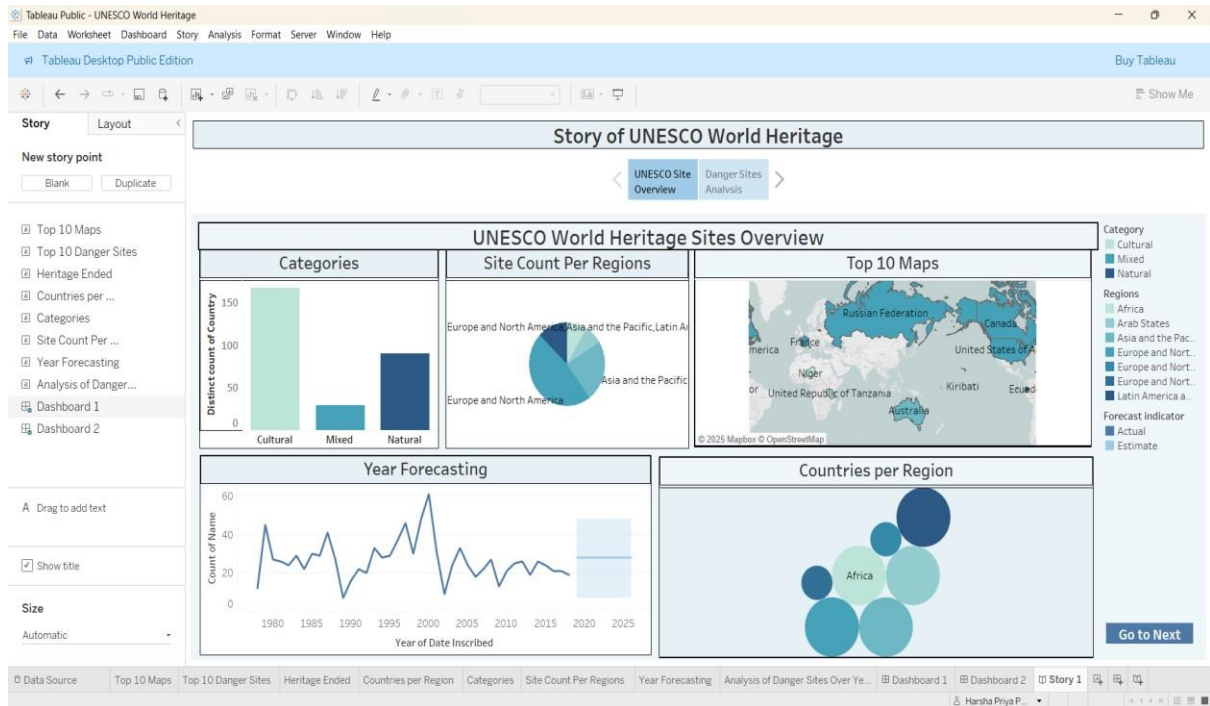 Tableau Public - UNESCO World Heritage
File Data Worksheet Dashboard Story Analysis Format Server Window Help
Tableau Desktop Public Edition
Buy Tableau
Show Me
Story Layout
New story point
Blank Duplicate
Top 10 Maps
Top 10 Danger Sites
Heritage Ended
Countries per ...
Categories
Site Count Per ...
Year Forecasting
Analysis of Danger...
Dashboard 1
Dashboard 2
A Drag to add text
Show title
Size
Automatic
Story of UNESCO World Heritage
UNESCO Site
Overview
Danger Sites
Analysis
UNESCO World Heritage Sites Overview
Categories
Distinct count of Country
150
100
50
0
Cultural Mixed Natural
Site Count Per Regions
Europe and North America,Asia and the Pacific,Latin A
Asia and the Pacific
Europe and North America
Top 10 Maps
Russian Federation
Canada
merica
France
United States of A
Niger
or
United Republic of Tanzania
Kiribati
Ecuad
Australia
© 2025 Mapbox © OpenStreetMap
Year Forecasting
Count of Name
60
40
20
0
1980 1985 1990 1995 2000 2005 2010 2015 2020 2025
Year of Date Inscribed
Countries per Region
Africa
Category
Cultural
Mixed
Natural
Regions
Africa
Arab States
Asia and the Pac..
Europe and Nort..
Europe and Nort..
Europe and Nort..
Latin America a..
Forecast indicator
Actual
Estimate
Go to Next
Data Source Top 10 Maps Top 10 Danger Sites Heritage Ended Countries per Region Categories Site Count Per Regions Year Forecasting Analysis of Danger Sites Over Ye... Dashboard 1 Dashboard 2 Story 1
Harsha Priya P...